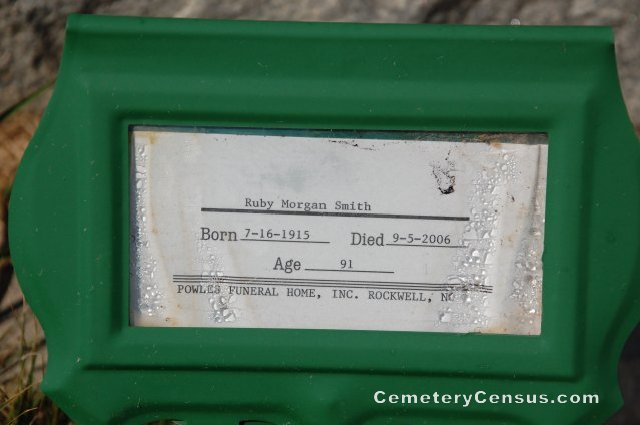 Ruby Morgan Smith
Born 7-16-1915 Died 9-5-2006
Age 91
POWLES FUNERAL HOME, INC. ROCKWELL, NC
CemeteryCensus.com